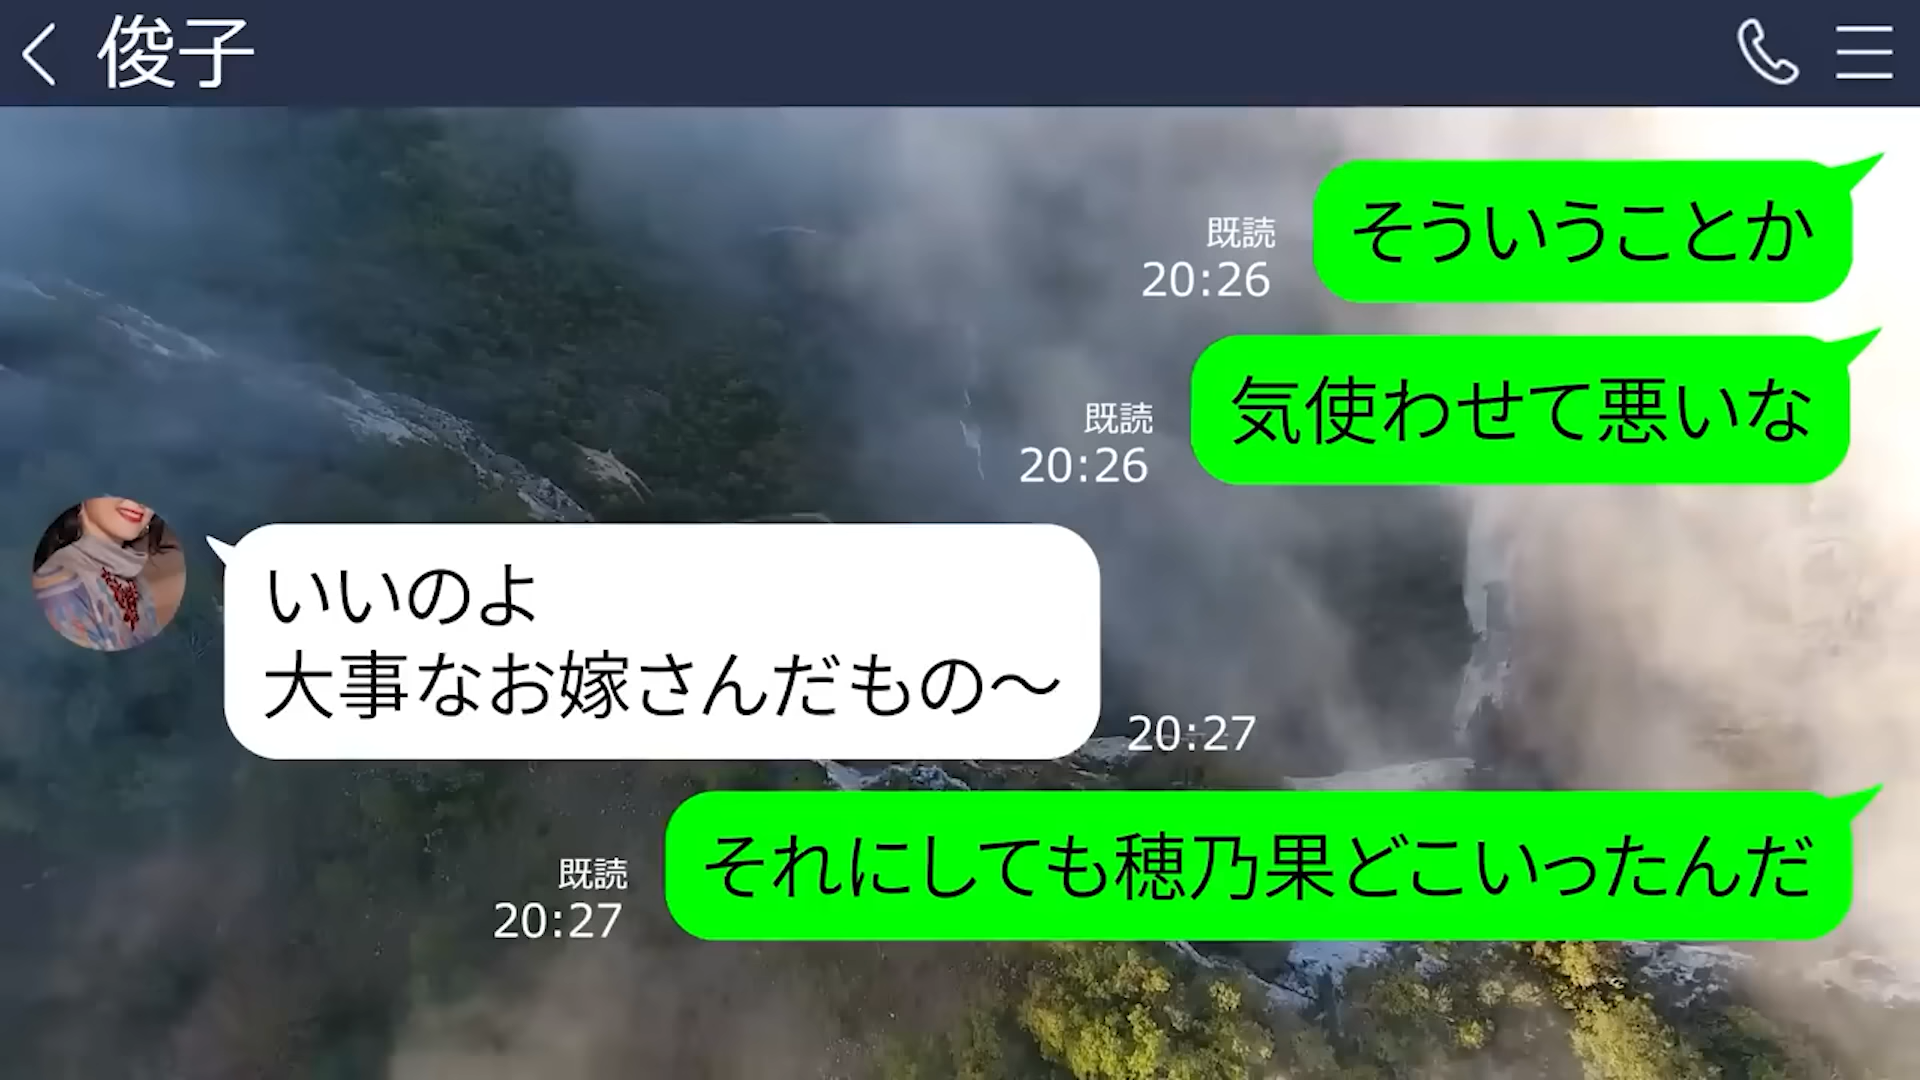 俊子
そういうことか
既読
20:26
気使わせて悪いな
既読
20:26
いいのよ
大事なお嫁さんだもの〜
20:27
それにしても穂乃果どこいったんだ
既読
20:27